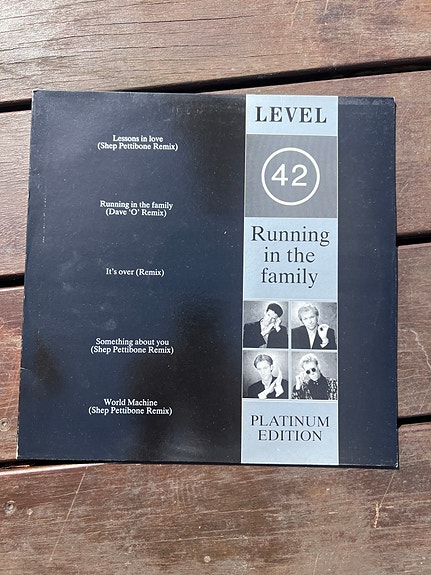 Lessons in love
(Shep Pettibone Remix)
Running in the family
(Dave 'O' Remix)
It's over (Remix)
Something about you
(Shep Pettibone Remix)
World Machine
(Shep Pettibone Remix)
LEVEL
42
Running
in the
family
PLATINUM
EDITION